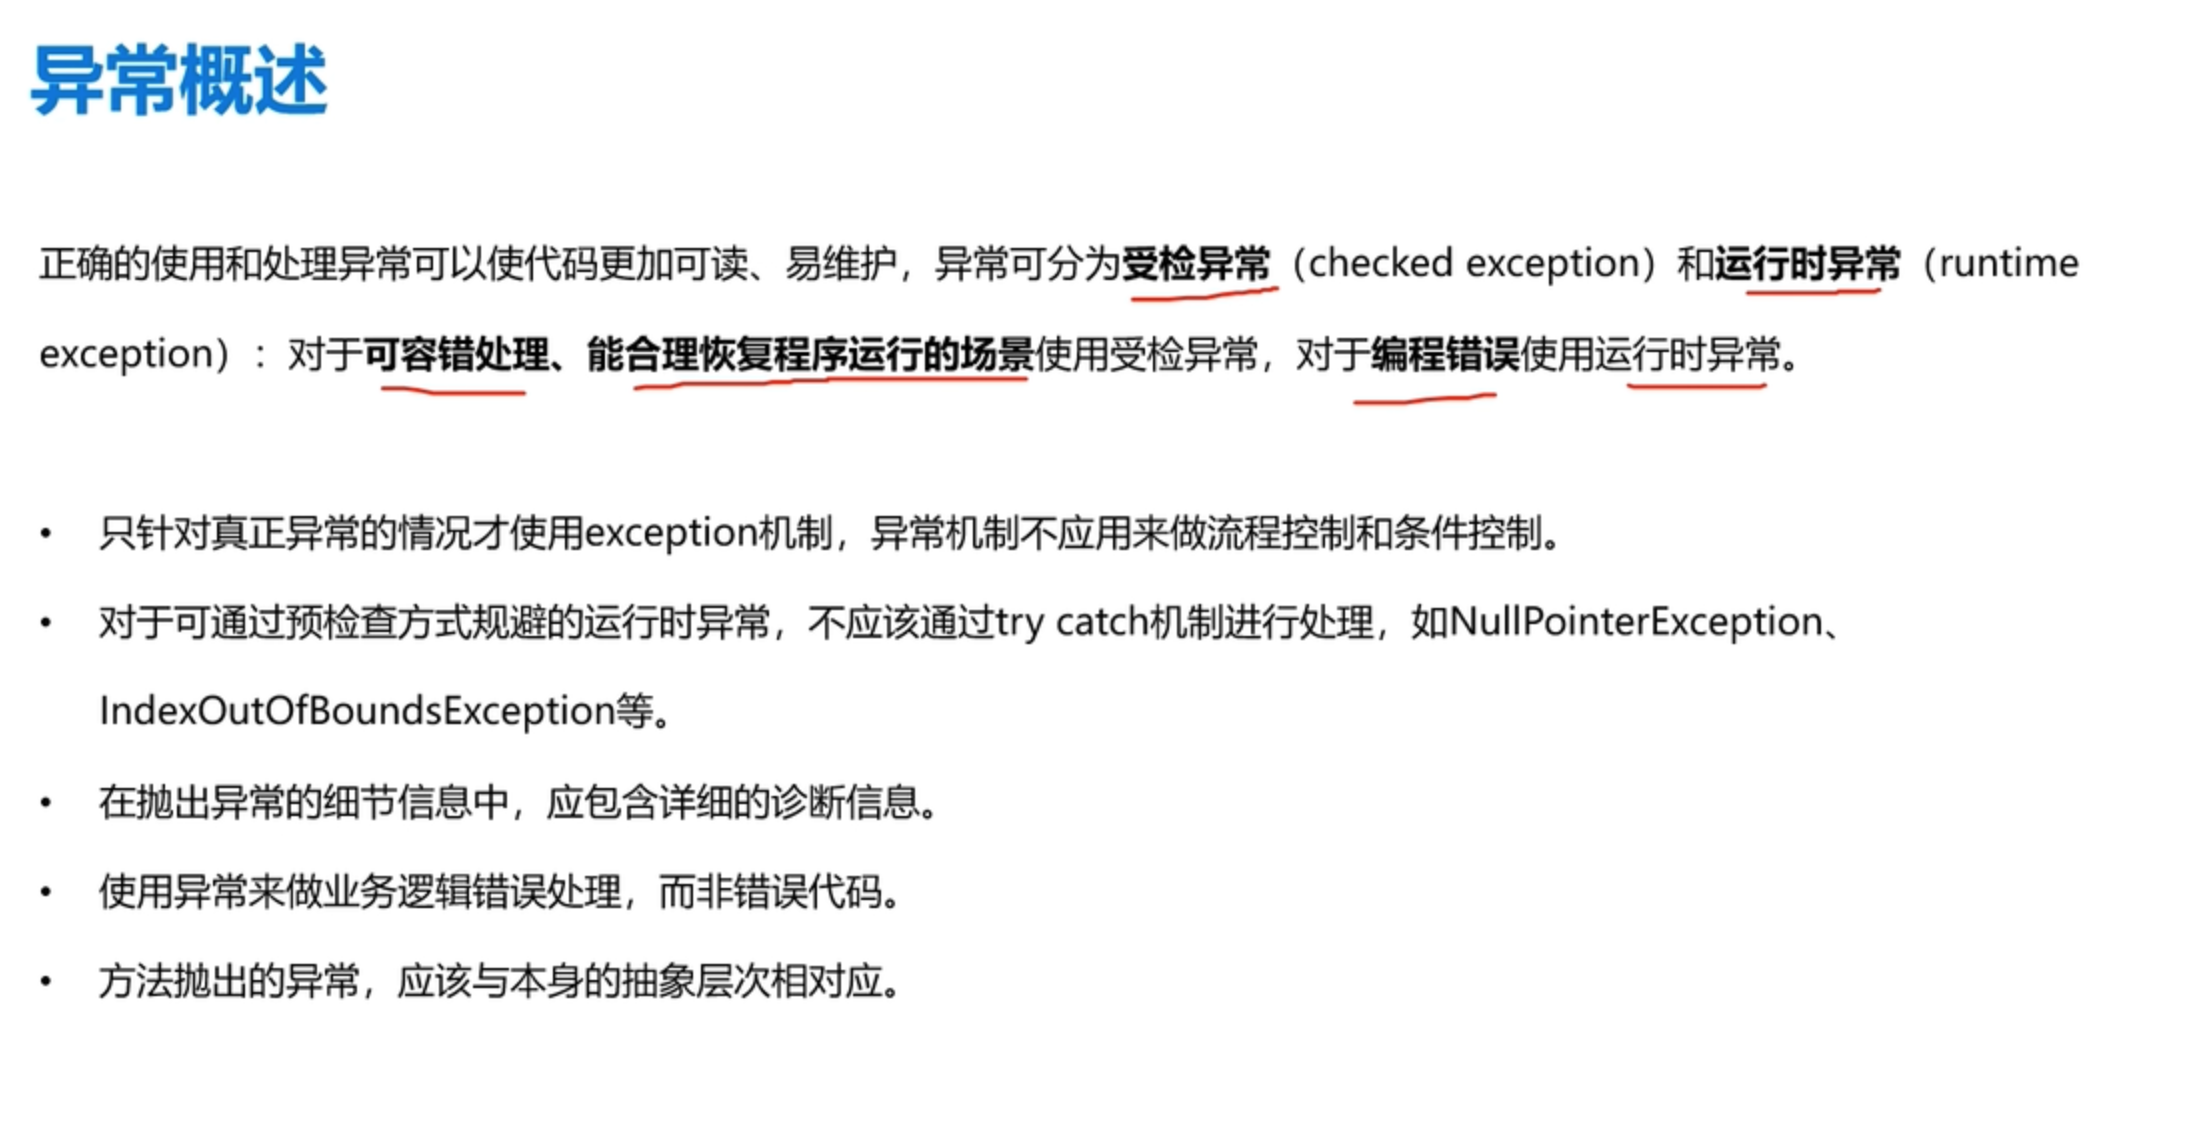 异常概述
正确的使用和处理异常可以使代码更加可读、易维护，异常可分为受检异常（checked exception）和运行时异常（runtime
exception）：对于可容错处理、能合理恢复程序运行的场景使用受检异常，对于编程错误使用运行时异常。
• 只针对真正异常的情况才使用exception机制，异常机制不应用来做流程控制和条件控制。
• 对于可通过预检查方式规避的运行时异常，不应该通过try catch机制进行处理，如NullPointerException、
IndexOutOfBoundsException等。
• 在抛出异常的细节信息中，应包含详细的诊断信息。
• 使用异常来做业务逻辑错误处理，而非错误代码。
• 方法抛出的异常，应该与本身的抽象层次相对应。